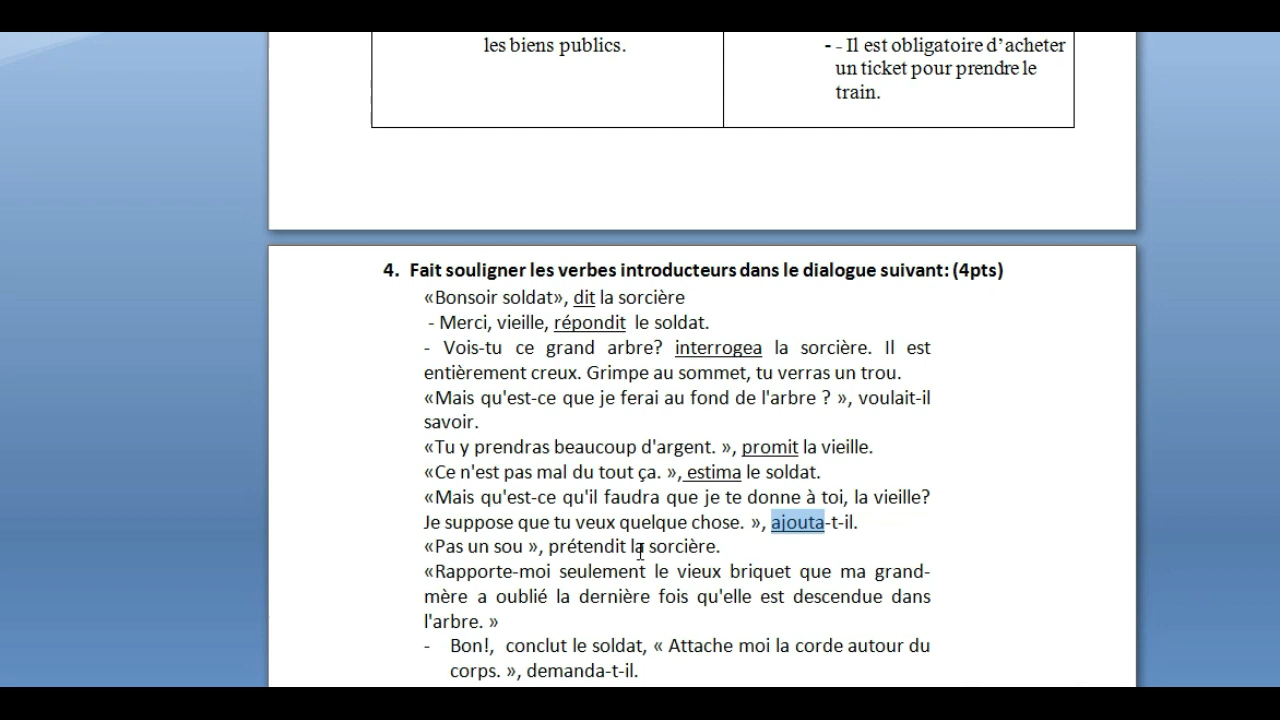 les biens publics.
- - Il est obligatoire d’acheter
un ticket pour prendre le
train.
4. Fait souligner les verbes introducteurs dans le dialogue suivant: (4pts)
«Bonsoir soldat», dit la sorcière
- Merci, vieille, répondit le soldat.
- Vois-tu ce grand arbre? interrogea la sorcière. Il est
entièrement creux. Grimpe au sommet, tu verras un trou.
«Mais qu'est-ce que je ferai au fond de l'arbre ? », voulait-il
savoir.
«Tu y prendras beaucoup d'argent. », promit la vieille.
«Ce n'est pas mal du tout ça. », estima le soldat.
«Mais qu'est-ce qu'il faudra que je te donne à toi, la vieille?
Je suppose que tu veux quelque chose. », ajouta-t-il.
«Pas un sou », prétendit la sorcière.
«Rapporte-moi seulement le vieux briquet que ma grand-
mère a oublié la dernière fois qu'elle est descendue dans
l'arbre. »
- Bon!, conclut le soldat, « Attache moi la corde autour du
corps. », demanda-t-il.